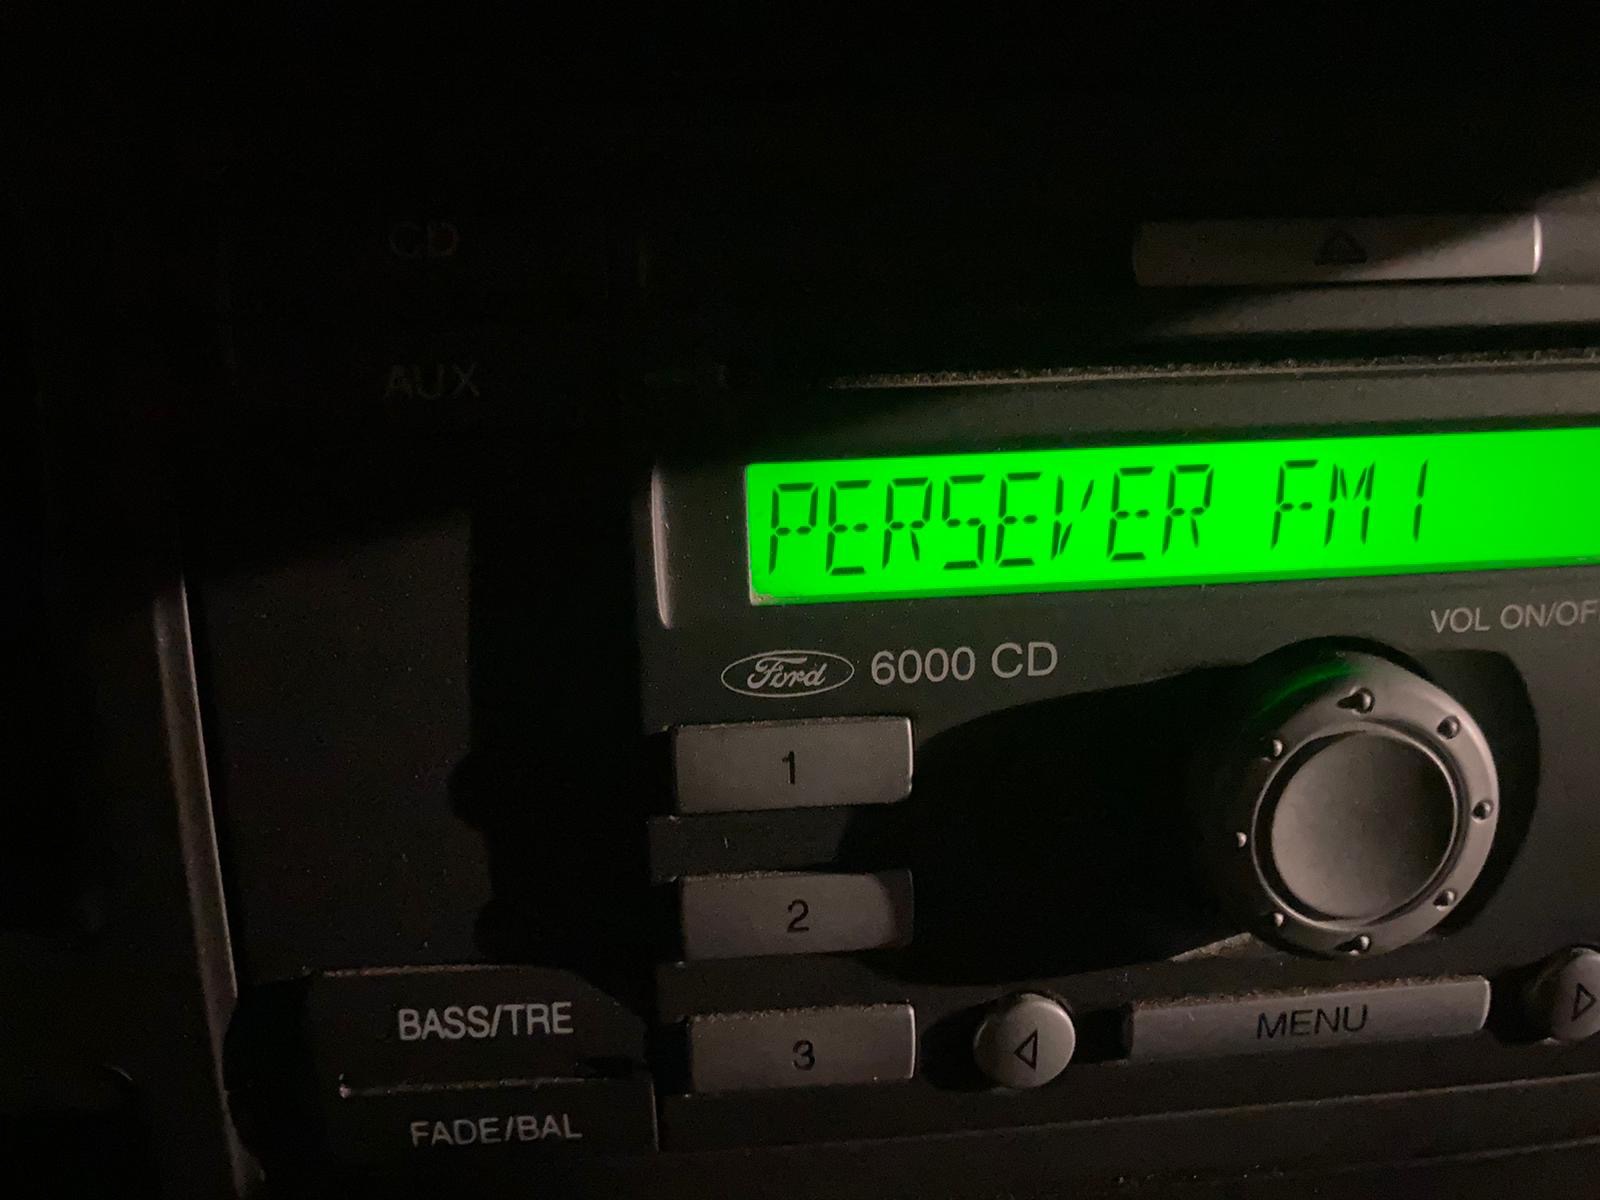 CD
AUX
PERSEVER FM1
VOL ON/OF
Ford 6000 CD
1
2
3
MENU
BASS/TRE
FADE/BAL